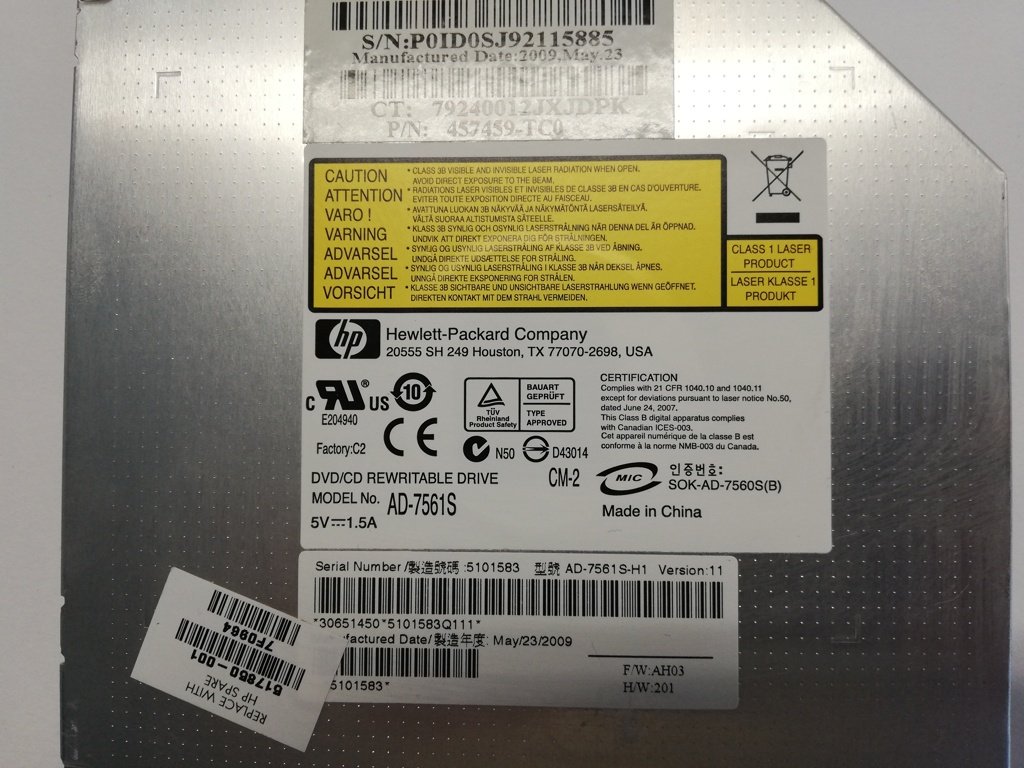 S/N:P0ID0SJ92115885
Manufactured Date:2009.May.23
CT: 79240012JXJDPK
P/N: 457459-TC0
CAUTION
• CLASS 3B VISIBLE AND INVISIBLE LASER RADIATION WHEN OPEN.
AVOID DIRECT EXPOSURE TO THE BEAM.
ATTENTION
• RADIATIONS LASER VISIBLES ET INVISIBLES DE CLASSE 3B EN CAS D'OUVERTURE.
EVITER TOUTE EXPOSITION DIRECTE AU FAISCEAU.
VARO !
• AVATTUNA LUOKAN 3B NÄKYVÄÄ JA NÄKYMÄTÖNTÄ LASERSÄTEILYÄ.
VÄLTÄ SUORAA ALTISTUMISTA SÄTEELLE.
VARNING
• KLASS 3B SYNLIG OCH OSYNLIG LASERSTRÅLNING NÄR DENNA DEL ÄR ÖPPNAD.
UNDVIK ATT DIREKT EXPONERA DIG FÖR STRÅLNINGEN.
ADVARSEL
• SYNLIG OG USYNLIG LASERSTRÅLING AF KLASSE 3B VED ÅBNING.
UNDGÅ DIREKTE UDSÆTTELSE FOR STRÅLING.
ADVARSEL
• SYNLIG OG USYNLIG LASERSTRÅLING I KLASSE 3B NÅR DEKSEL ÅPNES.
UNNGÅ DIREKTE EKSPONERING FOR STRÅLEN.
VORSICHT
• KLASSE 3B SICHTBARE UND UNSICHTBARE LASERSTRAHLUNG WENN GEÖFFNET.
DIREKTEN KONTAKT MIT DEM STRAHL VERMEIDEN.
CLASS 1 LASER
PRODUCT
LASER KLASSE 1
PRODUKT
hp
Hewlett-Packard Company
20555 SH 249 Houston, TX 77070-2698, USA
c RU ® US
E204940
10
Factory:C2
CE
TÜV
Rheinland
Product Safety
BAUART
GEPRÜFT
TYPE
APPROVED
N50
D43014
CERTIFICATION
Complies with 21 CFR 1040.10 and 1040.11
except for deviations pursuant to laser notice No.50,
dated June 24, 2007.
This Class B digital apparatus complies
with Canadian ICES-003.
Cet appareil numérique de la classe B est
conforme à la norme NMB-003 du Canada.
DVD/CD REWRITABLE DRIVE
CM-2
MODEL No. AD-7561S
5V⎓1.5A
MIC
인증번호:
SOK-AD-7560S(B)
Made in China
Serial Number/製造號碼:5101583 型號 AD-7561S-H1 Version:11
*30651450*5101583Q111*
factured Date/製造年度: May/23/2009
5101583*
F/W:AH03
H/W:201
REPLACE WITH
HP SPARE
517850-001
7F0964